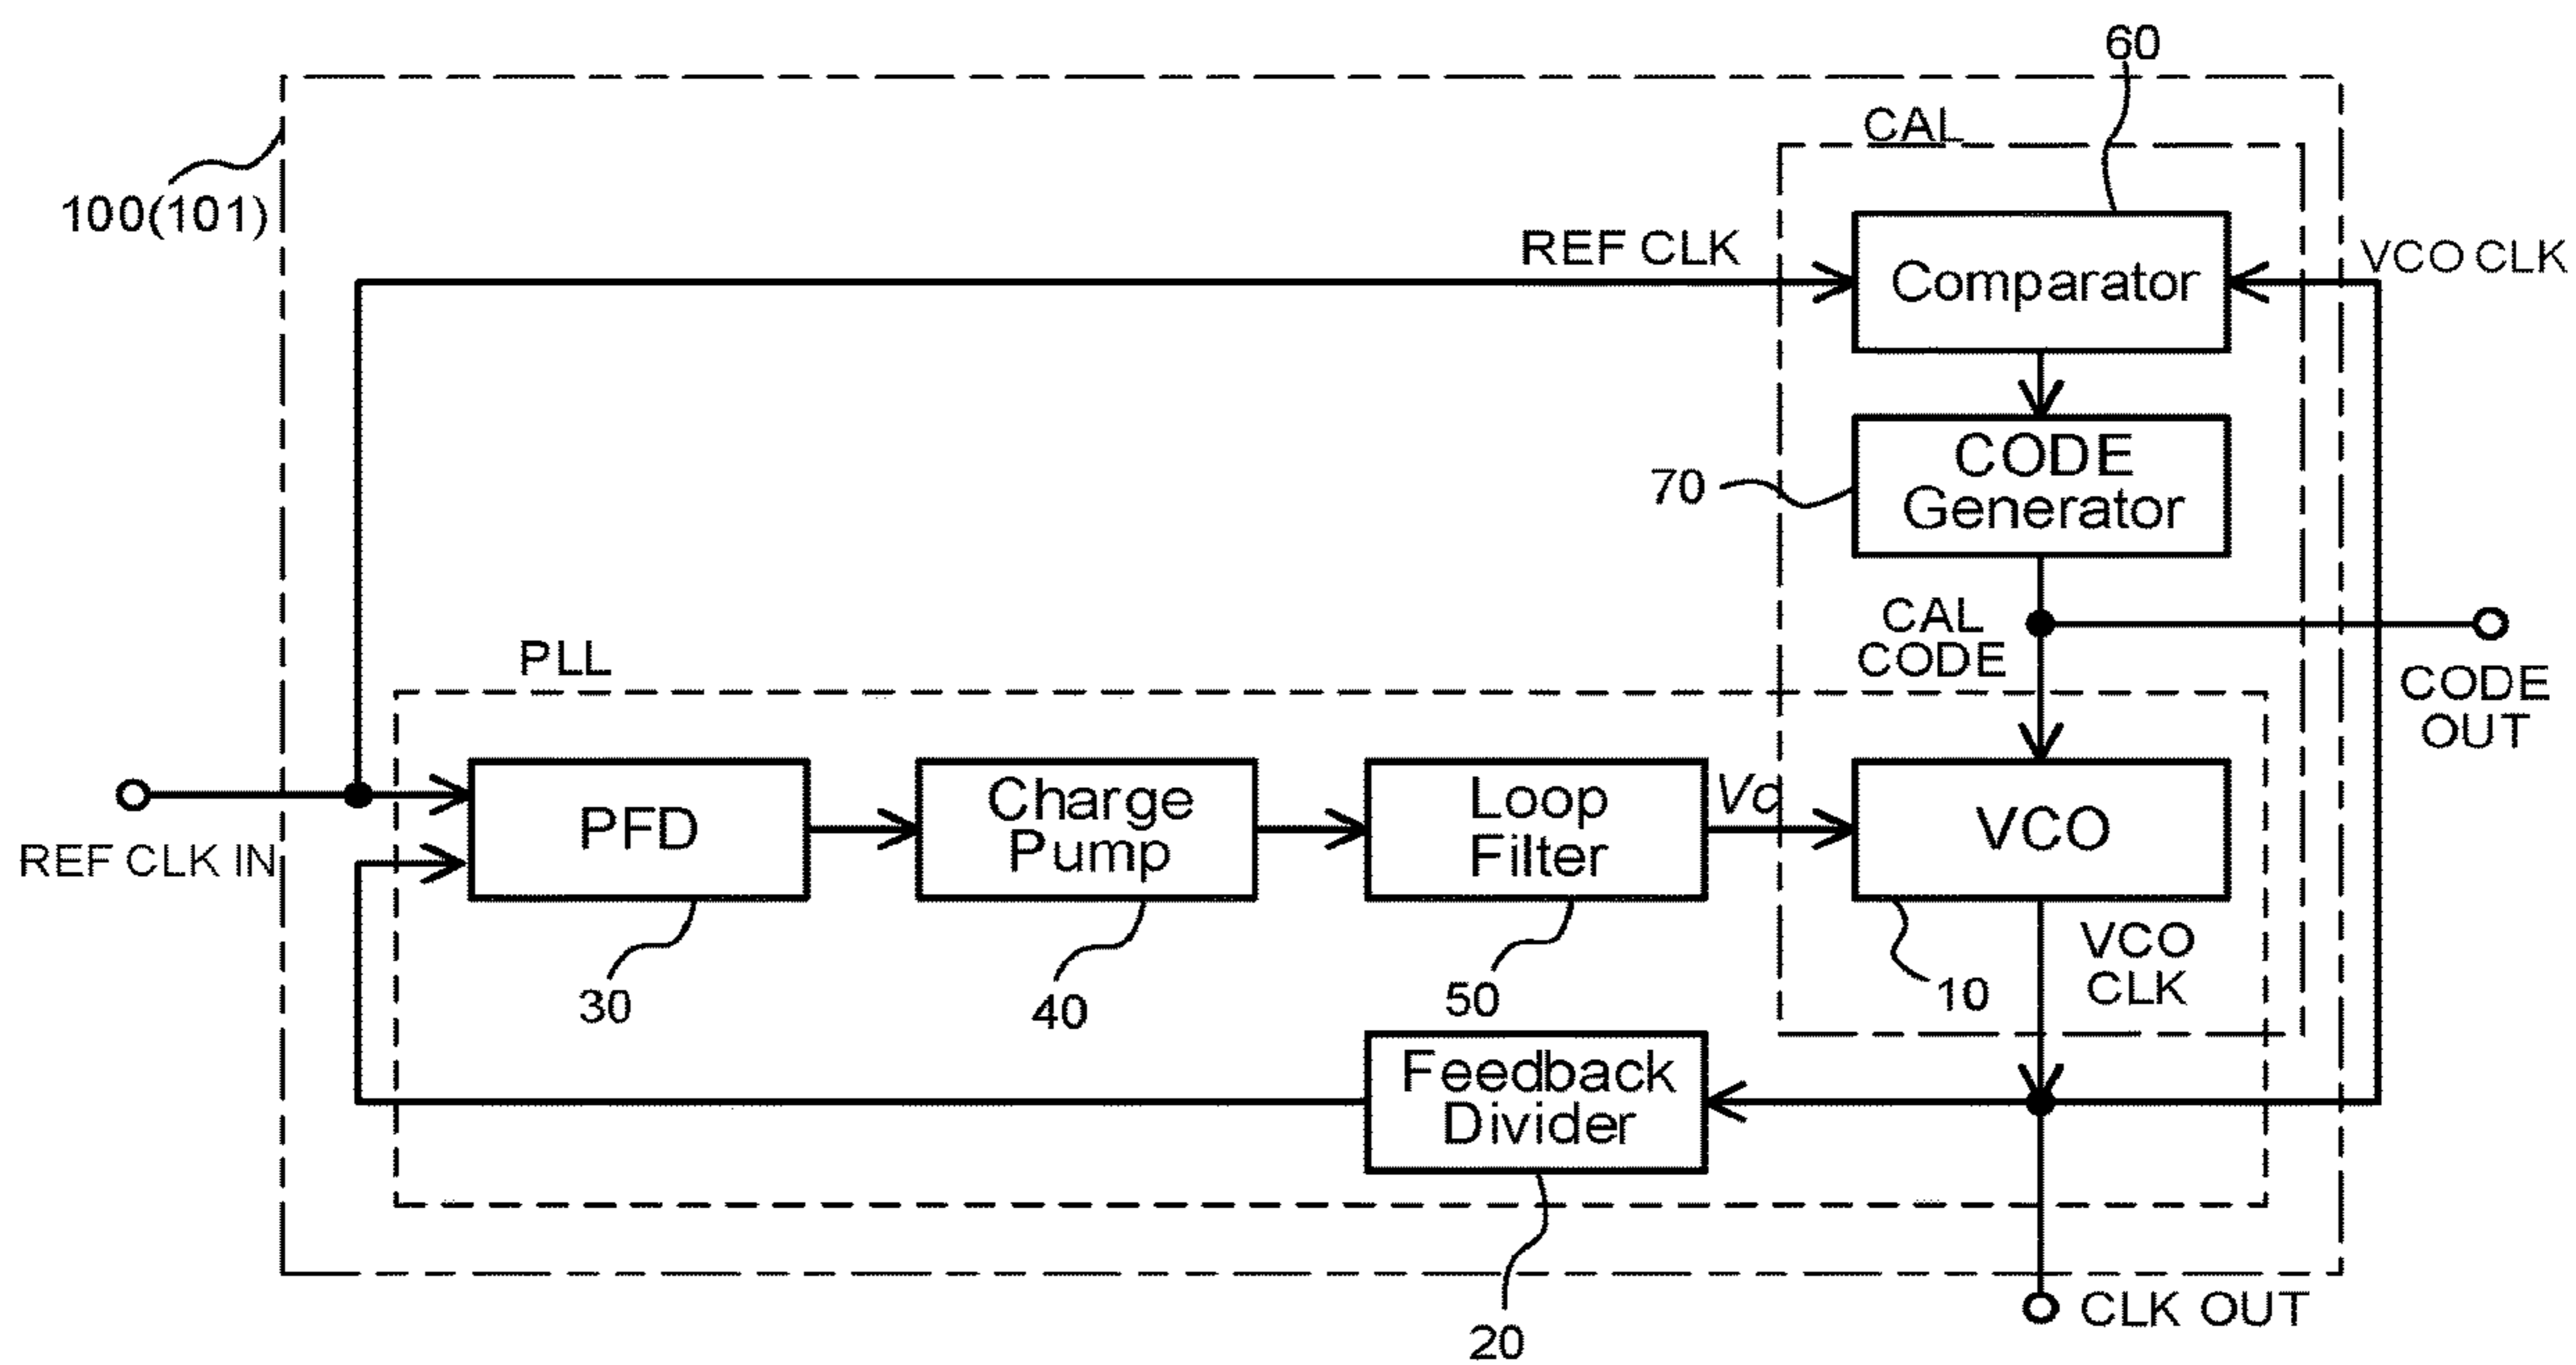 60
CAL
100(101)
REF CLK
VCO CLK
Comparator
CODE
Generator
70
CAL
CODE
CODE
OUT
PLL
REF CLK IN
PFD
Charge
Pump
Loop
Filter
Vc
VCO
30
40
50
10
VCO
CLK
Feedback
Divider
20
CLK OUT